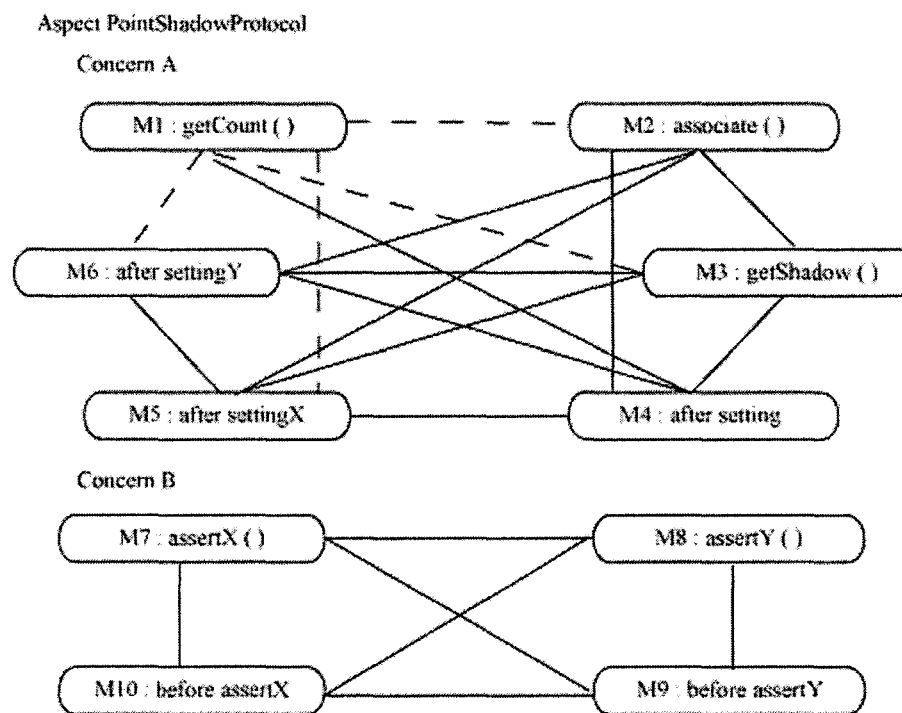 Aspect PointShadowProtocol
Concern A
M1 : getCount ( )
M2 : associate ( )
M6 : after settingY
M3 : getShadow ( )
M5 : after settingX
M4 : after setting
Concern B
M7 : assertX ( )
M8 : assertY ( )
M10 : before assertX
M9 : before assertY